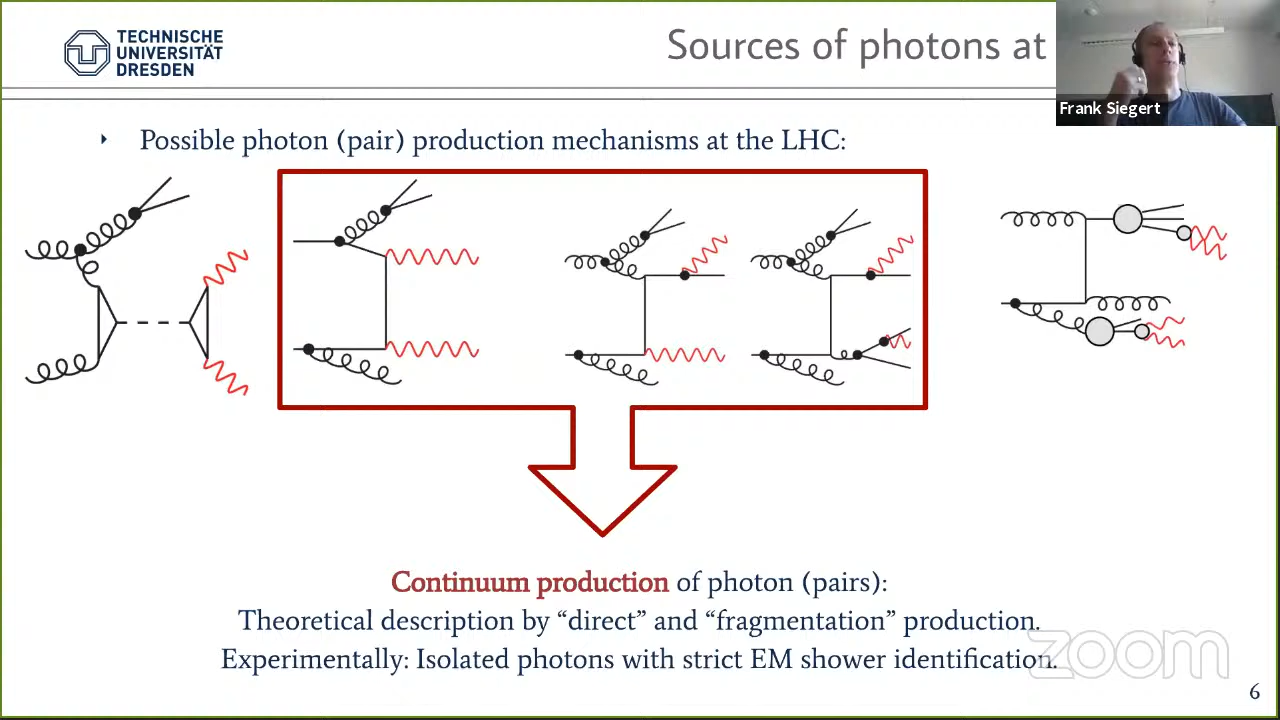 TECHNISCHE
UNIVERSITÄT
DRESDEN
Sources of photons at
Frank Siegert
Possible photon (pair) production mechanisms at the LHC:
Continuum production of photon (pairs):
Theoretical description by “direct” and “fragmentation” production.
Experimentally: Isolated photons with strict EM shower identification.
zoom
6